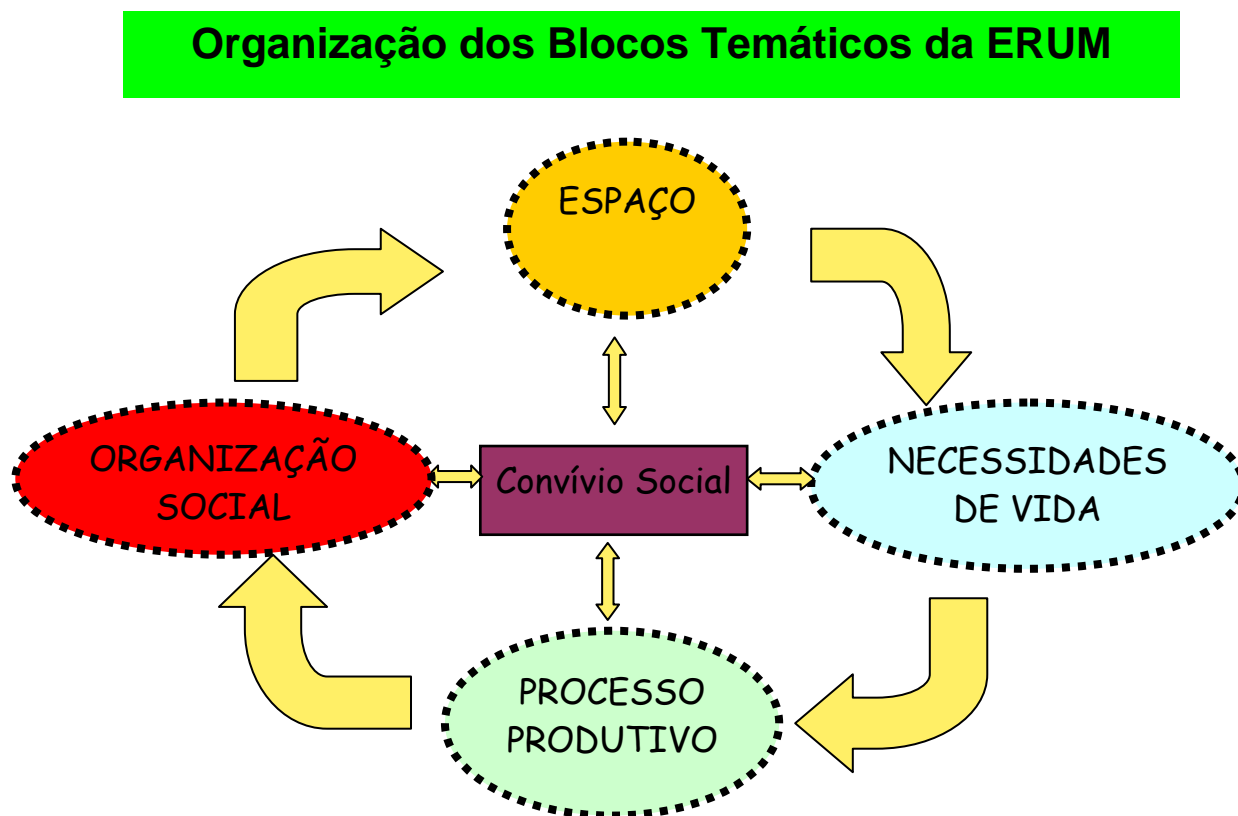 Organização dos Blocos Temáticos da ERUM
ESPAÇO
ORGANIZAÇÃO
SOCIAL
Convívio Social
NECESSIDADES
DE VIDA
PROCESSO
PRODUTIVO